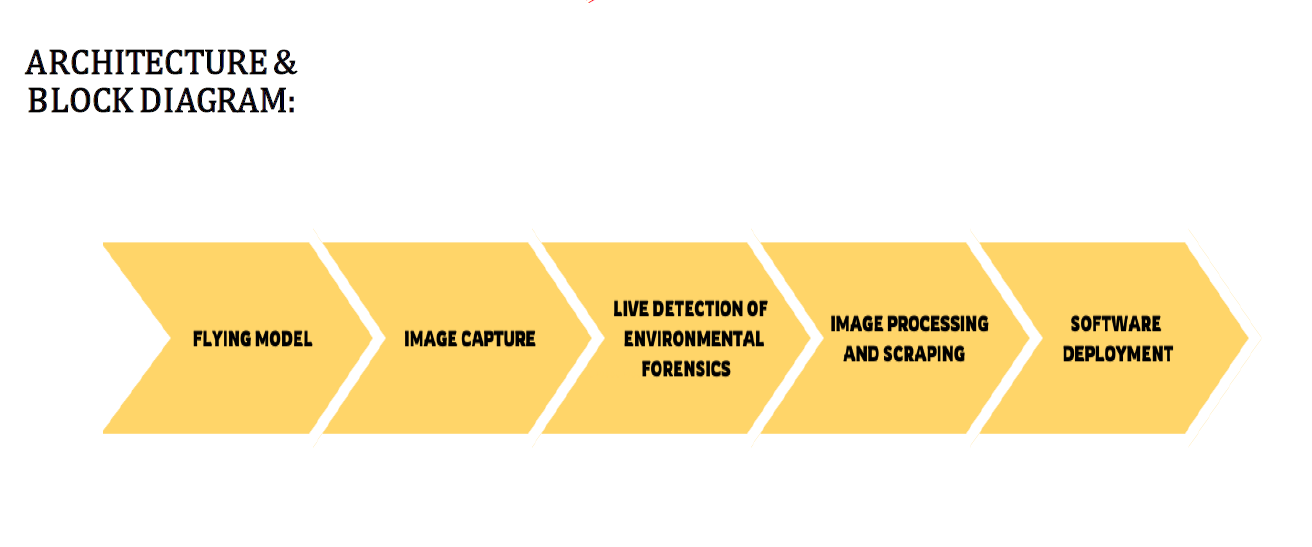 ARCHITECTURE &
BLOCK DIAGRAM:
FLYING MODEL
IMAGE CAPTURE
LIVE DETECTION OF
ENVIRONMENTAL
FORENSICS
IMAGE PROCESSING
AND SCRAPING
SOFTWARE
DEPLOYMENT